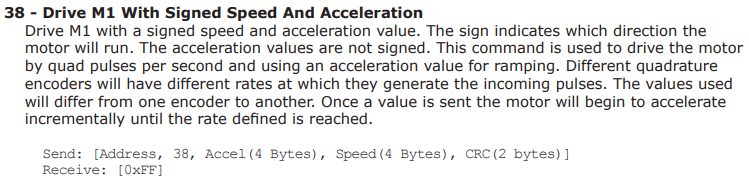 38 - Drive M1 With Signed Speed And Acceleration
Drive M1 with a signed speed and acceleration value. The sign indicates which direction the
motor will run. The acceleration values are not signed. This command is used to drive the motor
by quad pulses per second and using an acceleration value for ramping. Different quadrature
encoders will have different rates at which they generate the incoming pulses. The values used
will differ from one encoder to another. Once a value is sent the motor will begin to accelerate
incrementally until the rate defined is reached.
Send: [Address, 38, Accel(4 Bytes), Speed(4 Bytes), CRC(2 bytes)]
Receive: [0xFF]